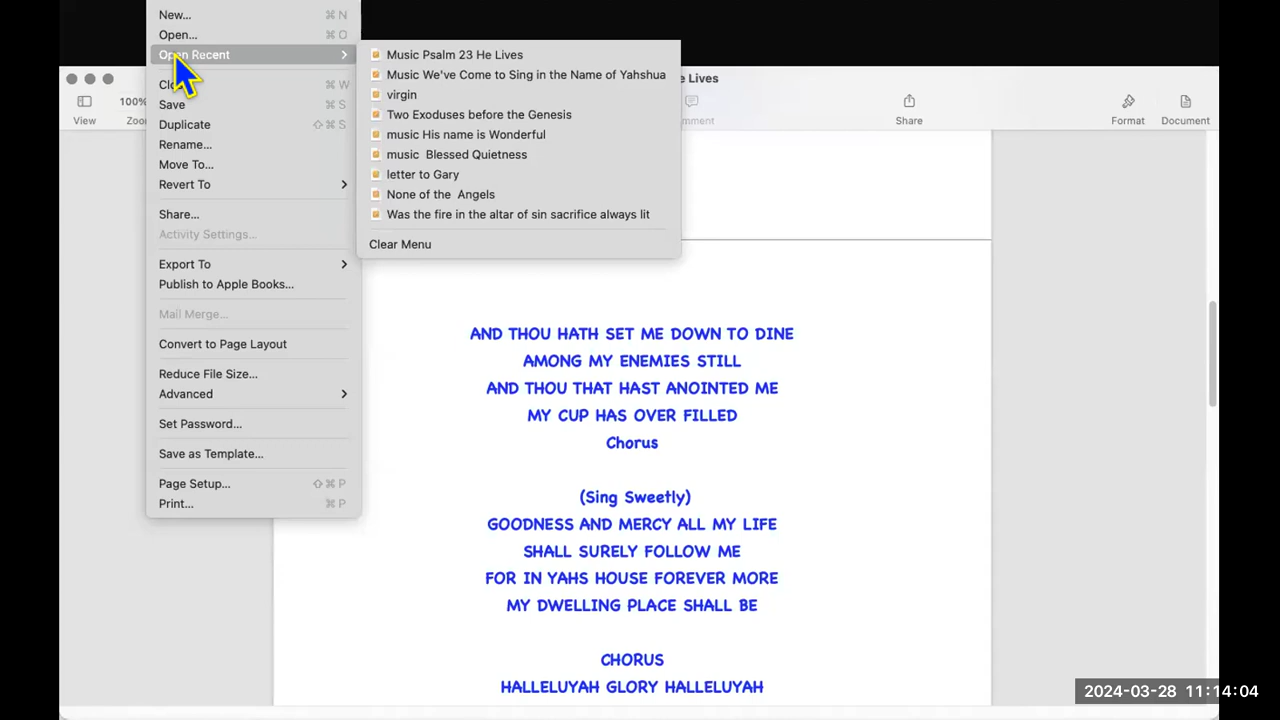 New... ⌘ N
Open... ⌘ O
Open Recent
Music Psalm 23 He Lives
Music We've Come to Sing in the Name of Yahshua
virgin
Two Exoduses before the Genesis
music His name is Wonderful
music  Blessed Quietness
letter to Gary
None of the  Angels
Was the fire in the altar of sin sacrifice always lit
Clear Menu
⌘ W
Save ⌘ S
Duplicate ⇧ ⌘ S
Rename...
Move To...
Revert To
Share...
Activity Settings...
Export To
Publish to Apple Books...
Mail Merge...
Convert to Page Layout
Reduce File Size...
Advanced
Set Password...
Save as Template...
Page Setup... ⇧ ⌘ P
Print... ⌘ P
Lives
View
100%
Share
Format
Document
AND THOU HATH SET ME DOWN TO DINE
AMONG MY ENEMIES STILL
AND THOU THAT HAST ANOINTED ME
MY CUP HAS OVER FILLED
Chorus
(Sing Sweetly)
GOODNESS AND MERCY ALL MY LIFE
SHALL SURELY FOLLOW ME
FOR IN YAHS HOUSE FOREVER MORE
MY DWELLING PLACE SHALL BE
CHORUS
HALLELUYAH GLORY HALLELUYAH
2024-03-28 11:14:04